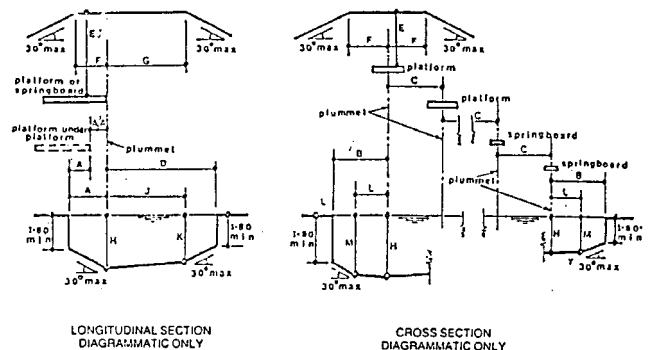 30° max
30° max
E
F
G
platform or
springboard
platform under
platform
plummet
A
D
A
J
1·80
min
H
K
1·80
min
30° max
30° max
LONGITUDINAL SECTION
DIAGRAMMATIC ONLY
30° max
30° max
E
F
F
platform
C
platform
plummet
C
springboard
C
B
plummet
springboard
B
L
L
L
1·80
min
M
H
H
M
1·80
min
30° max
Y
30° max
CROSS SECTION
DIAGRAMMATIC ONLY